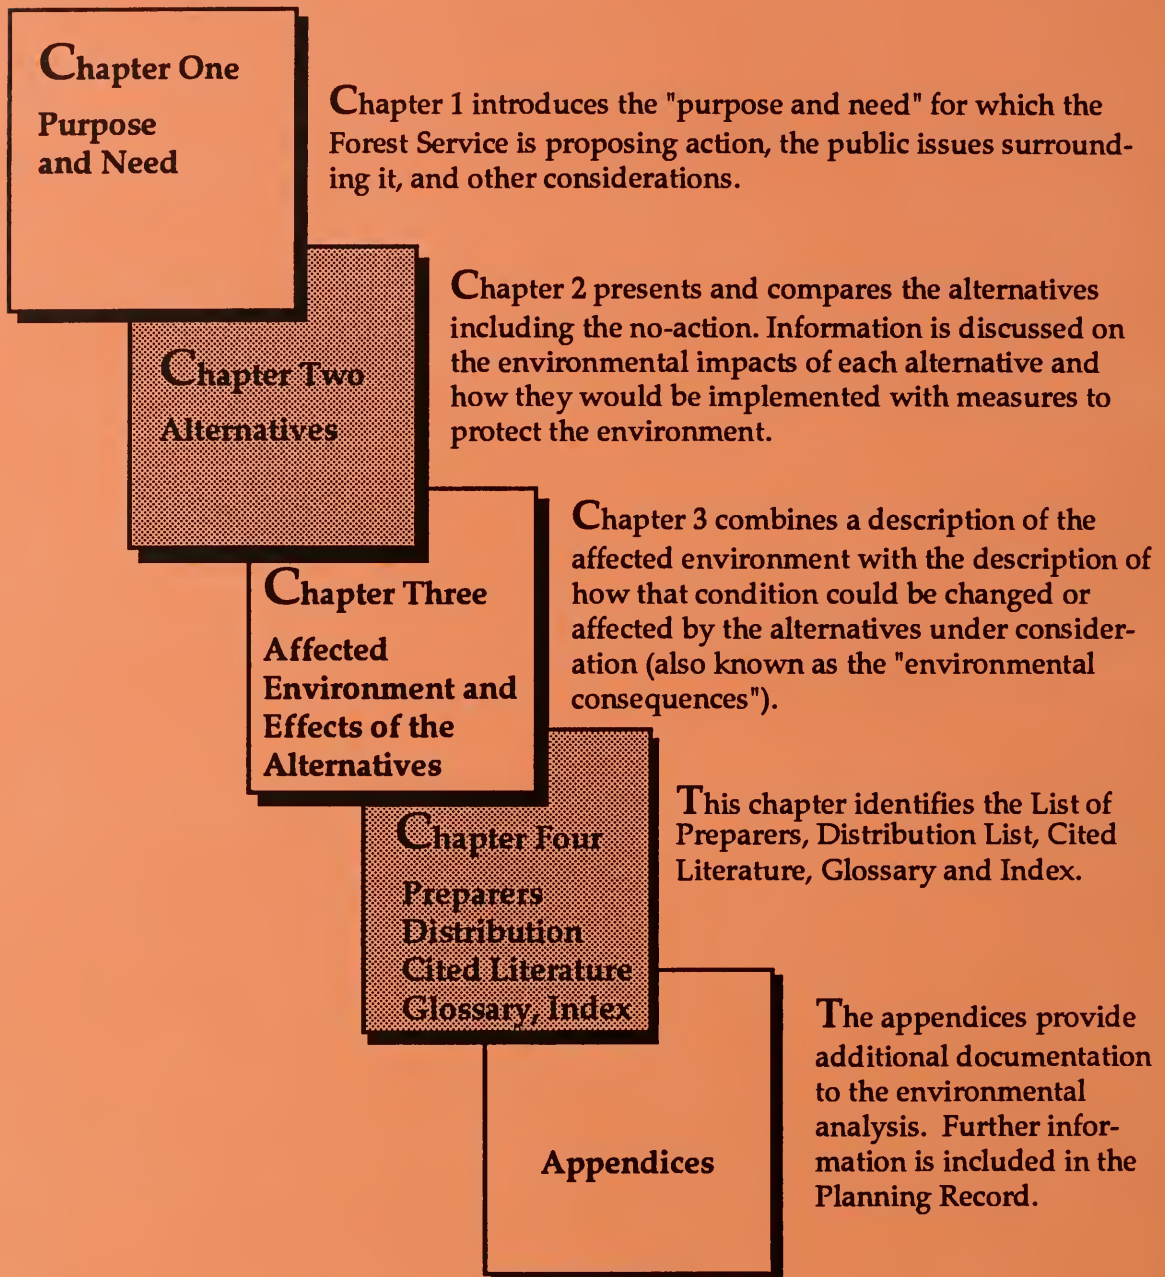 Chapter One
Purpose
and Need
Chapter 1 introduces the "purpose and need" for which the
Forest Service is proposing action, the public issues surround-
ing it, and other considerations.
Chapter Two
Alternatives
Chapter 2 presents and compares the alternatives
including the no-action. Information is discussed on
the environmental impacts of each alternative and
how they would be implemented with measures to
protect the environment.
Chapter Three
Affected
Environment and
Effects of the
Alternatives
Chapter 3 combines a description of the
affected environment with the description of
how that condition could be changed or
affected by the alternatives under consider-
ation (also known as the "environmental
consequences").
Chapter Four
Preparers
Distribution
Cited Literature
Glossary, Index
This chapter identifies the List of
Preparers, Distribution List, Cited
Literature, Glossary and Index.
Appendices
The appendices provide
additional documentation
to the environmental
analysis. Further infor-
mation is included in the
Planning Record.